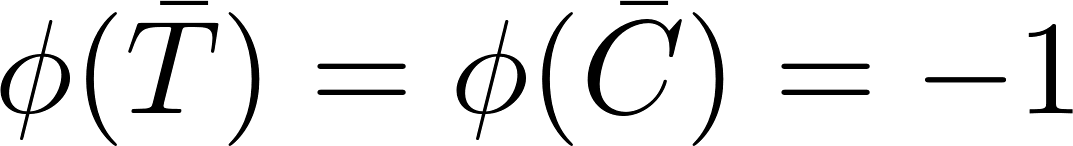 ϕ(T̄) = ϕ(C̄) = −1